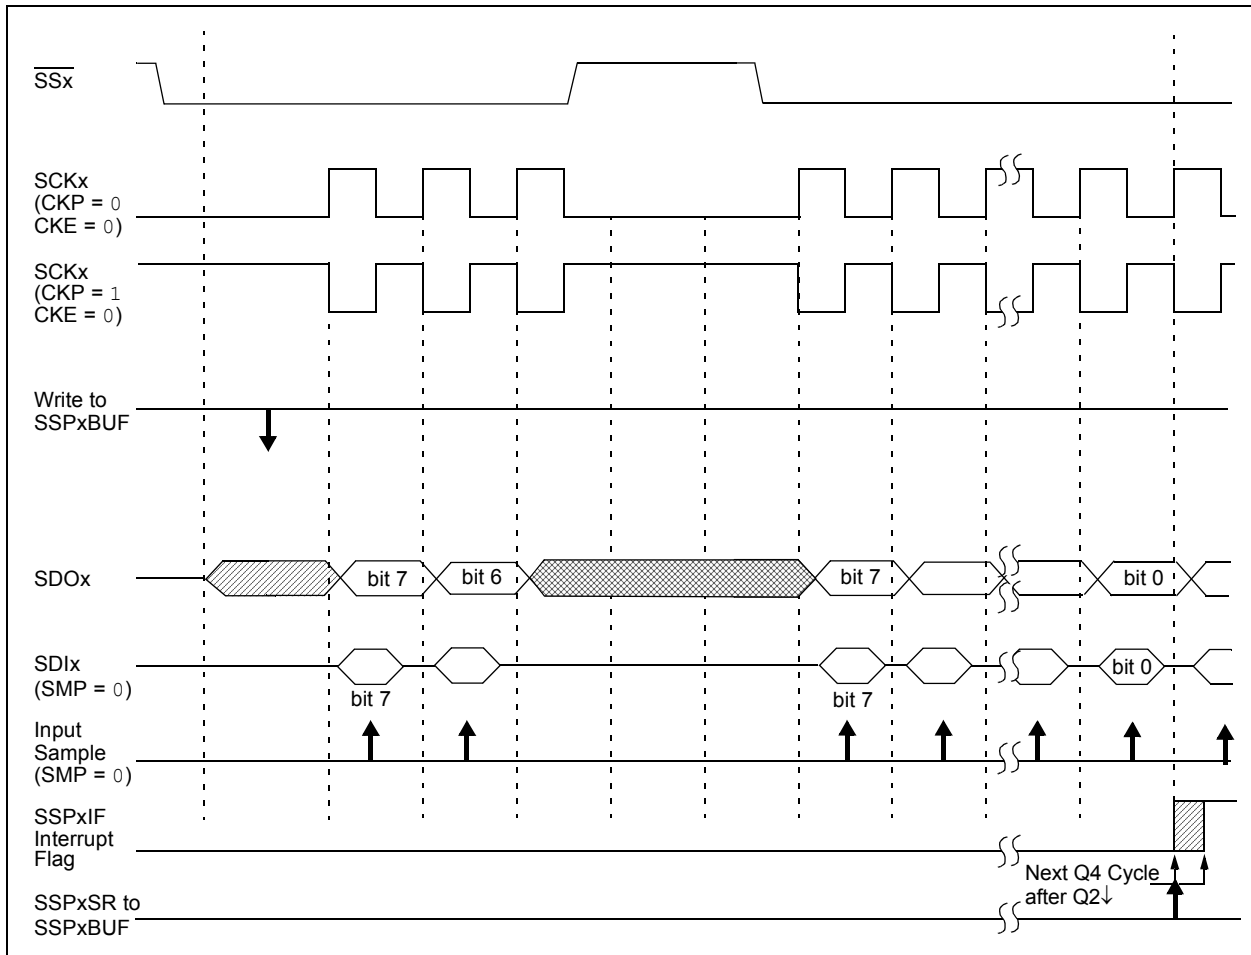 SSx
SCKx
(CKP = 0
CKE = 0)
SCKx
(CKP = 1
CKE = 0)
Write to
SSPxBUF
SDOx
bit 7
bit 6
bit 7
bit 0
SDIx
(SMP = 0)
bit 7
bit 7
bit 0
Input
Sample
(SMP = 0)
SSPxIF
Interrupt
Flag
Next Q4 Cycle
after Q2↓
SSPxSR to
SSPxBUF